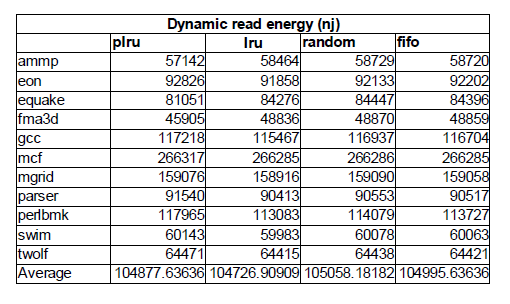 Dynamic read energy (nj)
plru lru random fifo
ammp 57142 58464 58729 58720
eon 92826 91858 92133 92202
equake 81051 84276 84447 84396
fma3d 45905 48836 48870 48859
gcc 117218 115467 116937 116704
mcf 266317 266285 266286 266285
mgrid 159076 158916 159090 159058
parser 91540 90413 90553 90517
perlbmk 117965 113083 114079 113727
swim 60143 59983 60078 60063
twolf 64471 64415 64438 64421
Average 104877.63636 104726.90909 105058.18182 104995.63636